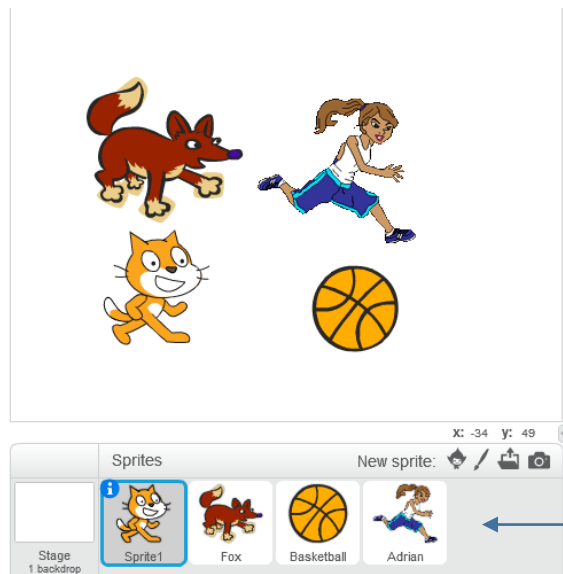 X: -34 y: 49
Sprites New sprite:
Sprite1 Fox Basketball Adrian
Stage
1 backdrop